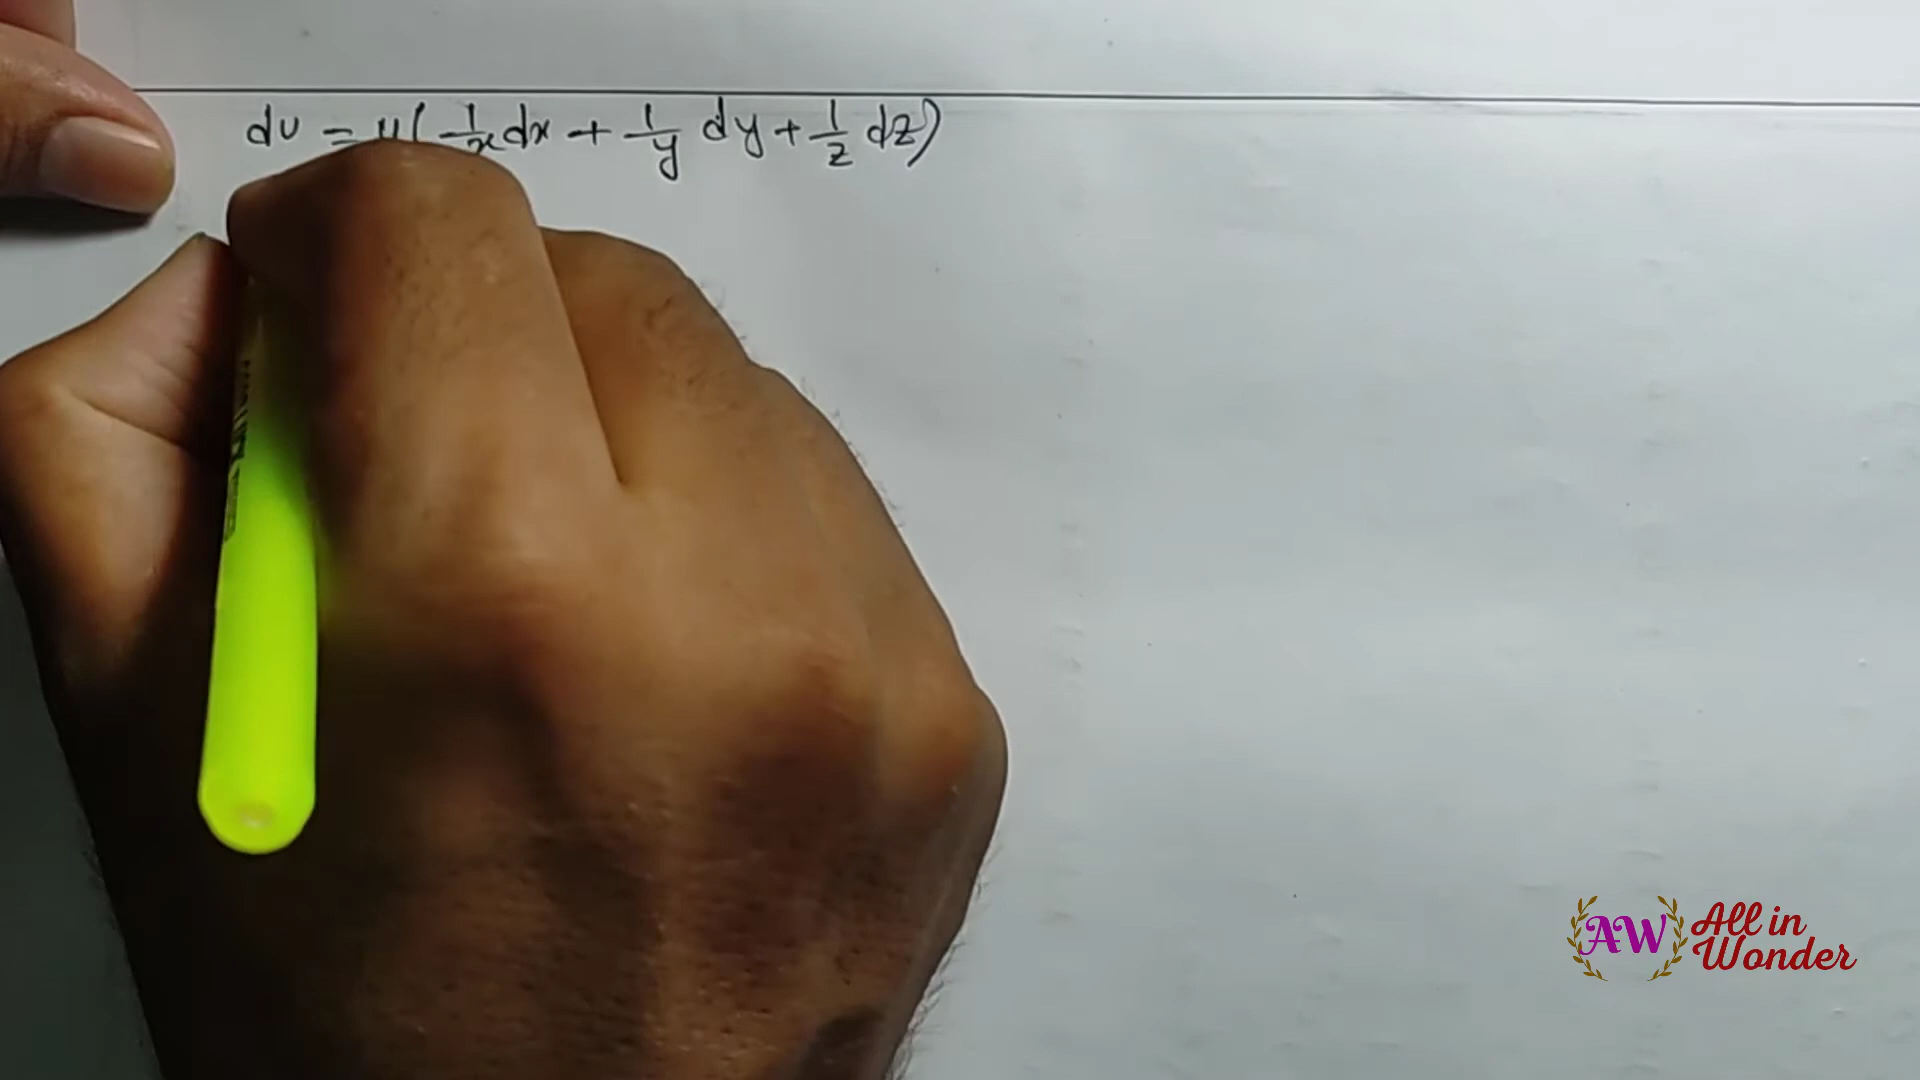 du = u(1/x dx + 1/y dy + 1/z dz)
AW All in
Wonder